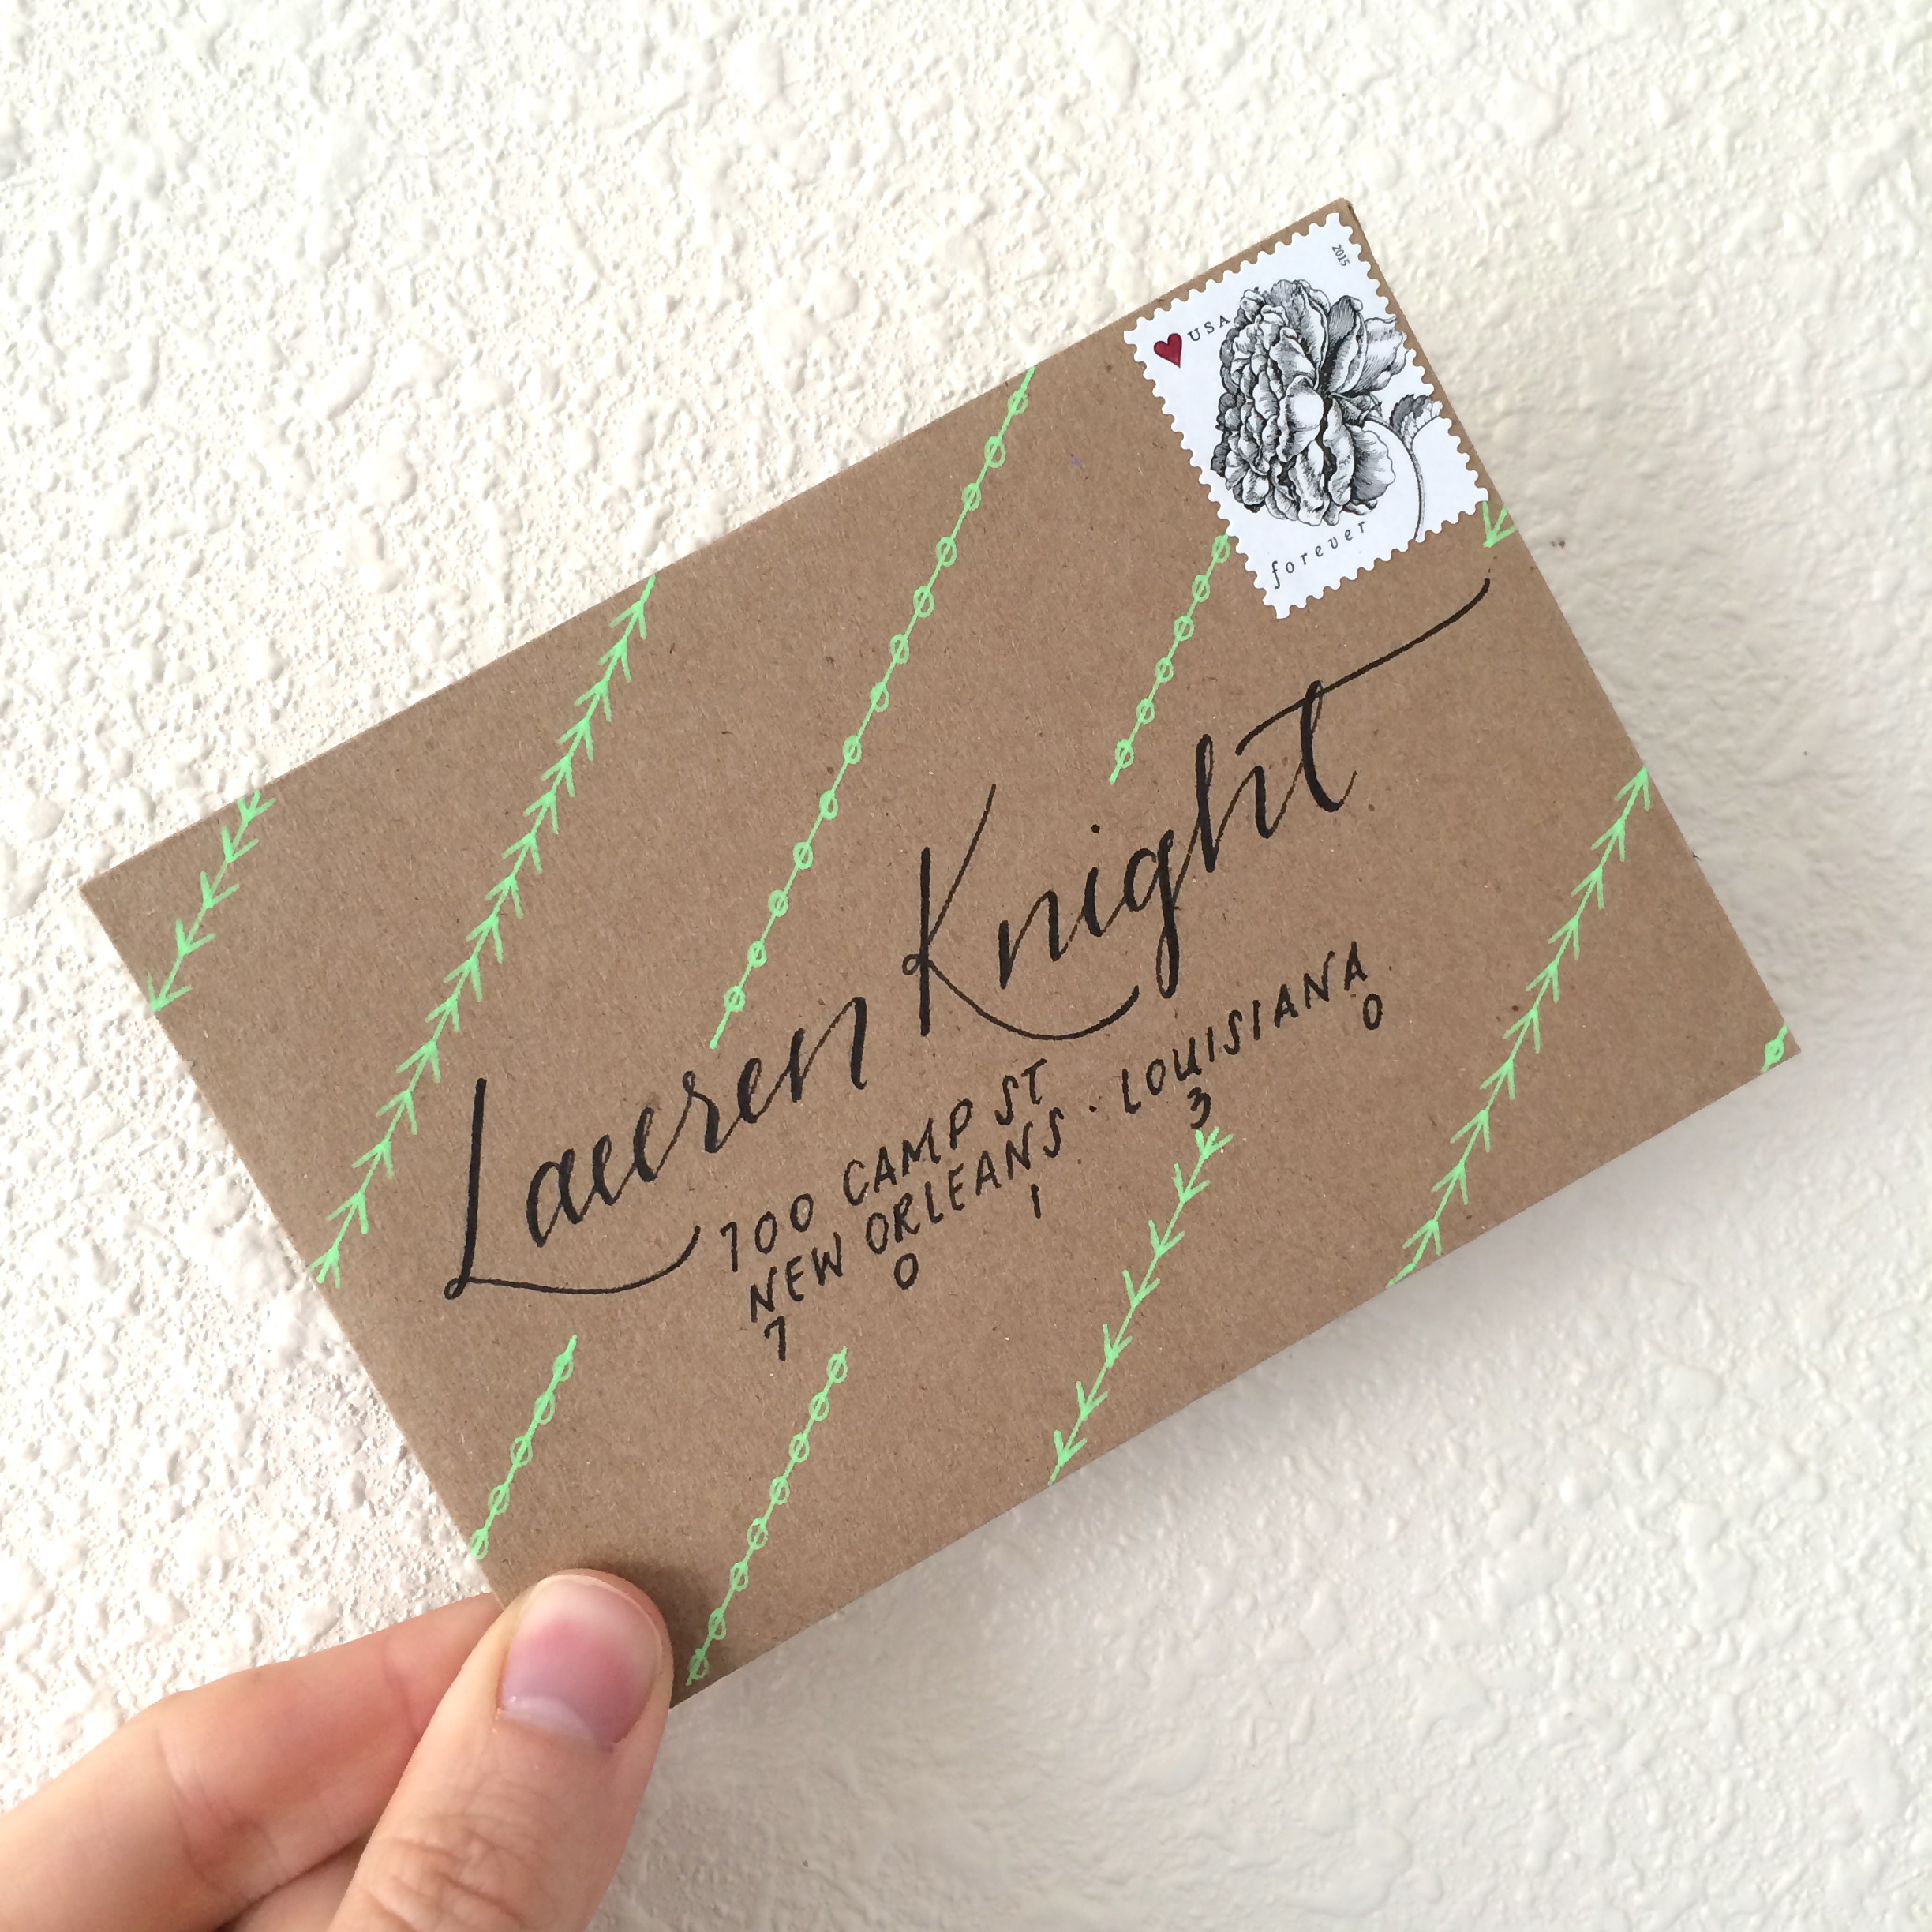 2015
USA
forever
Lauren Knight
700 CAMP ST
NEW ORLEANS · LOUISIANA
7 0 1 3 0